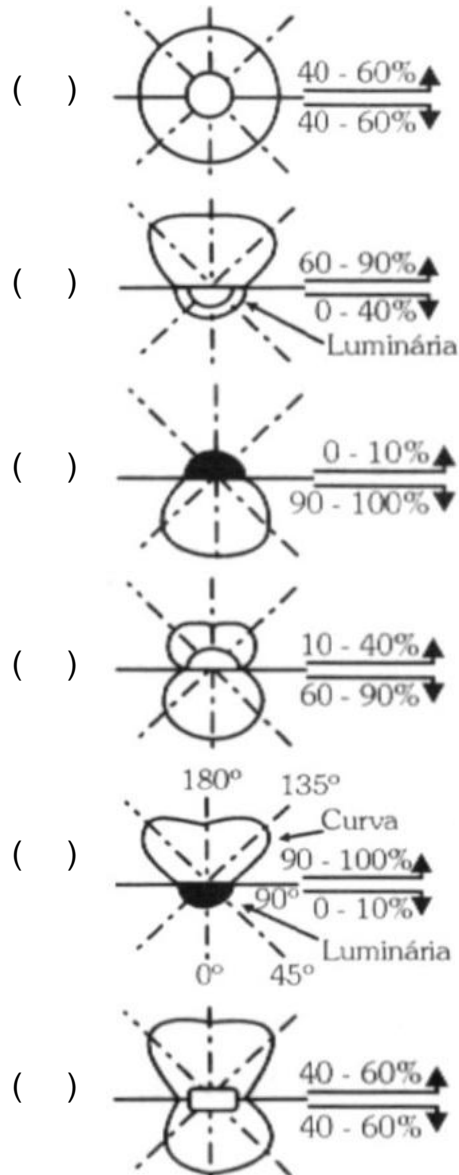 ( ) 40 - 60%
40 - 60%
( ) 60 - 90%
0 - 40%
Luminária
( ) 0 - 10%
90 - 100%
( ) 10 - 40%
60 - 90%
180º 135º
Curva
( ) 90 - 100%
90º 0 - 10%
Luminária
0º 45º
( ) 40 - 60%
40 - 60%